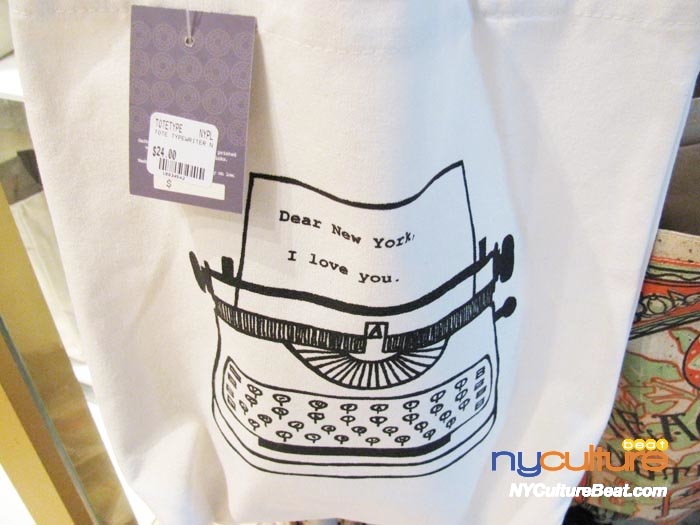 TOTETYPE NYPL
TOTE TYPEWRITER N
$24.00
$
Dear New York,
I love you.
beat
nyculture
NYCultureBeat.com